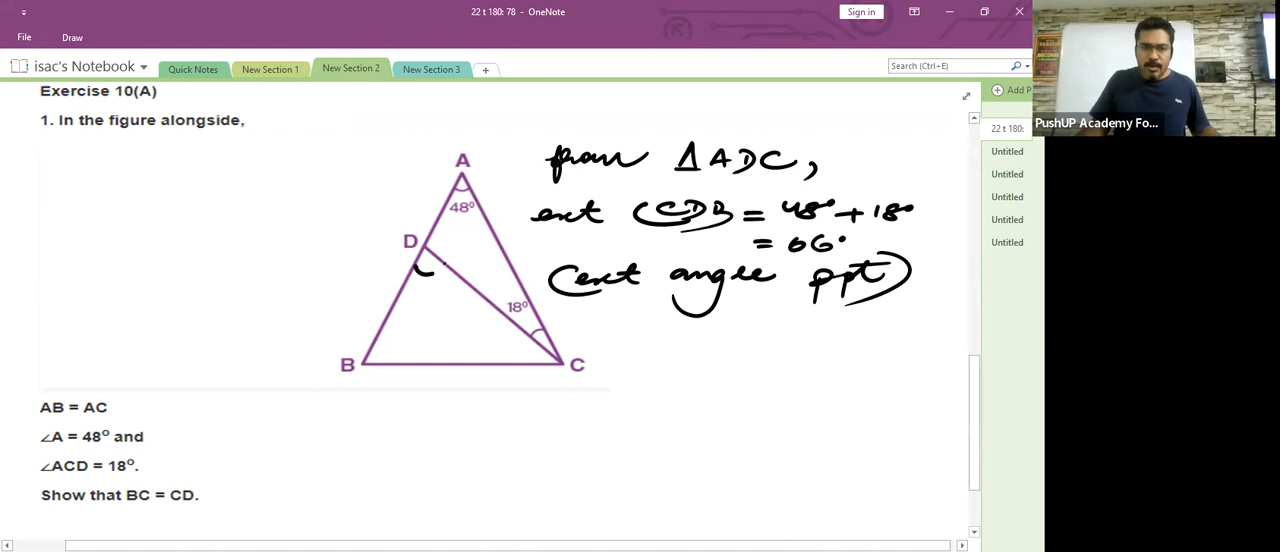 22 t 180: 78 - OneNote
Sign in
File
Draw
isac's Notebook
Quick Notes
New Section 1
New Section 2
New Section 3
+
Search (Ctrl+E)
Exercise 10(A)
1. In the figure alongside,
A
48°
D
18°
B
C
from ΔADC,
ext ∠CDB = 48° + 18°
= 66°
(ext angle ppt)
AB = AC
∠A = 48° and
∠ACD = 18°.
Show that BC = CD.
Add P
22 t 180:
Untitled
Untitled
Untitled
Untitled
Untitled
PushUP Academy Fo...